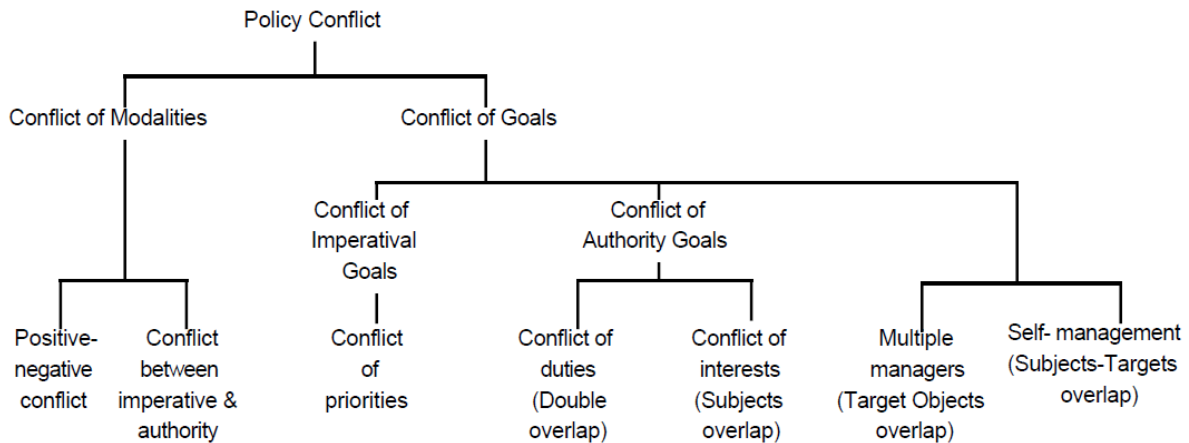 Policy Conflict
Conflict of Modalities
Conflict of Goals
Conflict of
Imperatival
Goals
Conflict of
Authority Goals
Positive-
negative
conflict
Conflict
between
imperative &
authority
Conflict
of
priorities
Conflict of
duties
(Double
overlap)
Conflict of
interests
(Subjects
overlap)
Multiple
managers
(Target Objects
overlap)
Self- management
(Subjects-Targets
overlap)